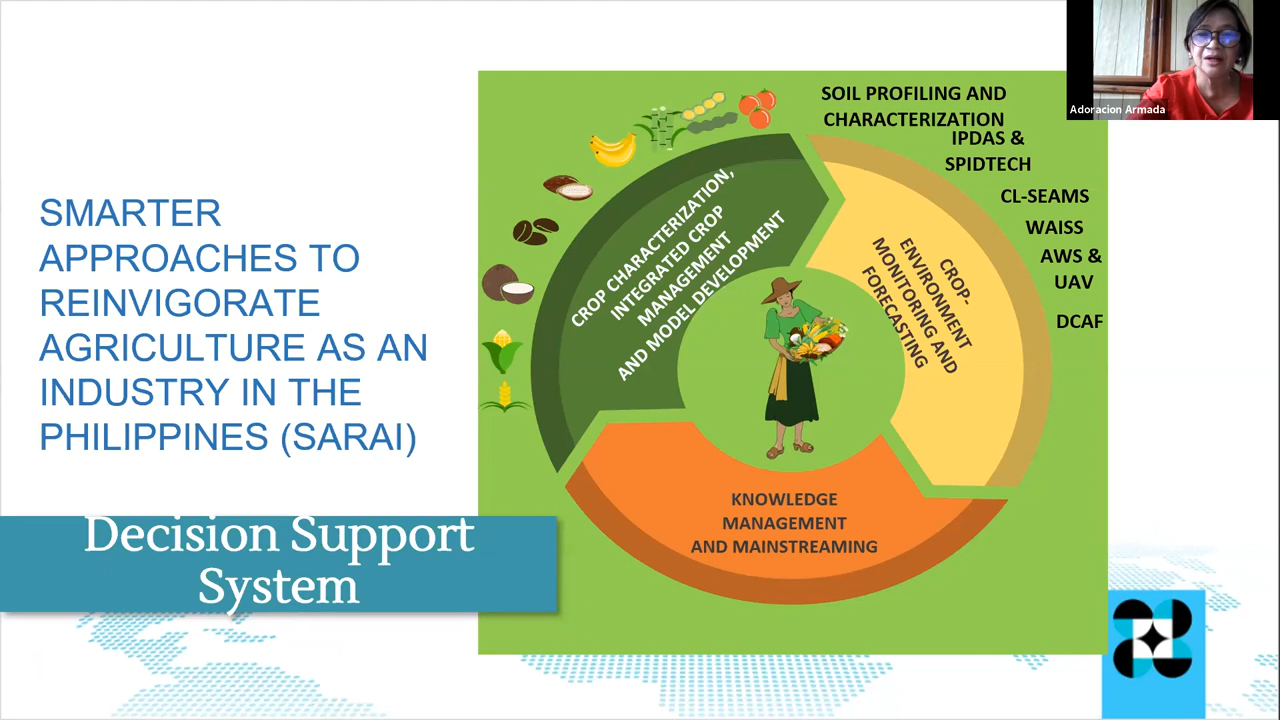 Adoracion Armada
SMARTER
APPROACHES TO
REINVIGORATE
AGRICULTURE AS AN
INDUSTRY IN THE
PHILIPPINES (SARAI)
Decision Support
System
SOIL PROFILING AND
CHARACTERIZATION
IPDAS &
SPIDTECH
CL-SEAMS
WAISS
AWS &
UAV
DCAF
CROP CHARACTERIZATION,
INTEGRATED CROP
MANAGEMENT
AND MODEL DEVELOPMENT
CROP-
ENVIRONMENT
MONITORING AND
FORECASTING
KNOWLEDGE
MANAGEMENT
AND MAINSTREAMING